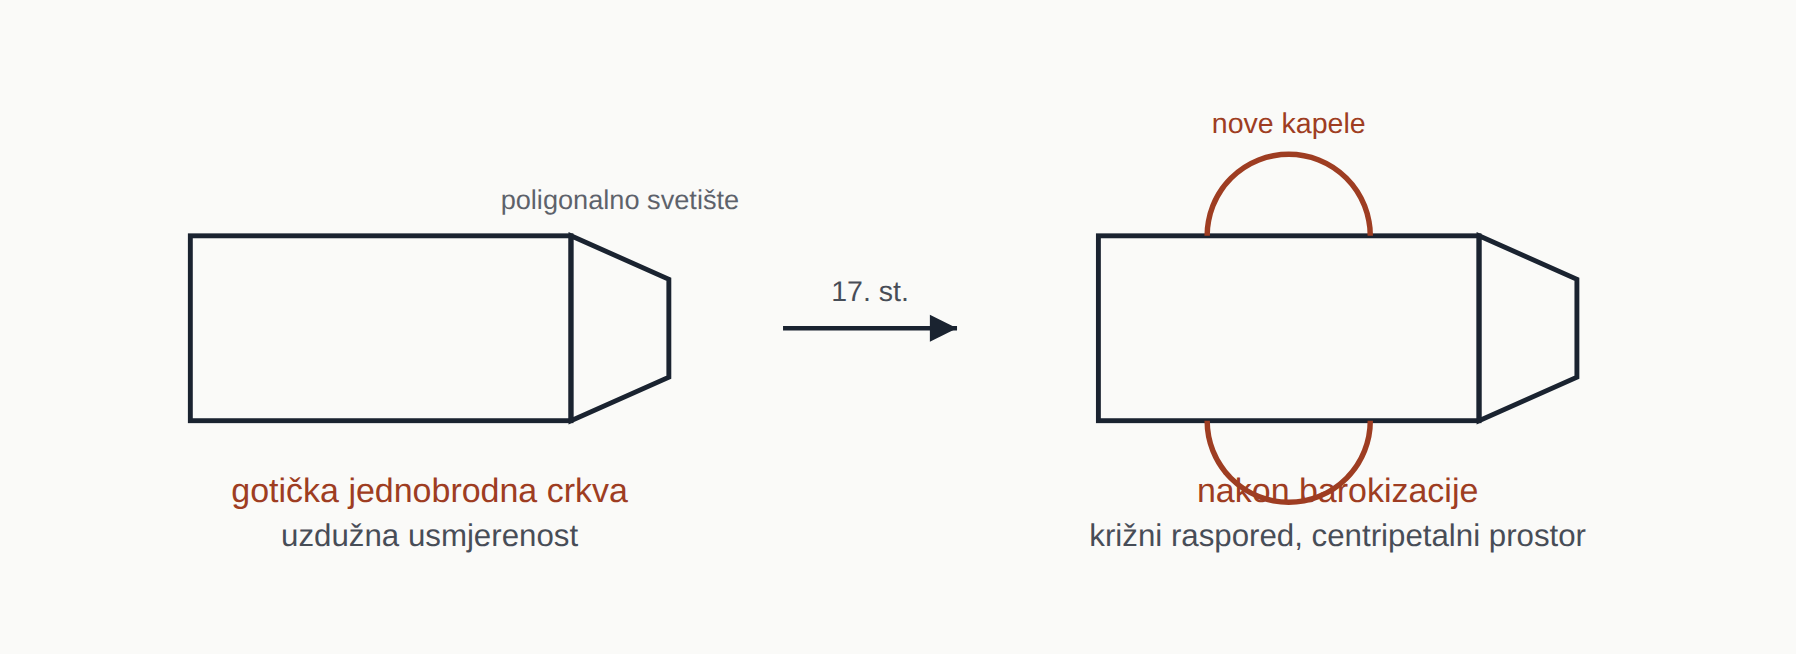 nove kapele
poligonalno svetište
17. st.
gotička jednobrodna crkva
uzdužna usmjerenost
nakon barokizacije
križni raspored, centripetalni prostor